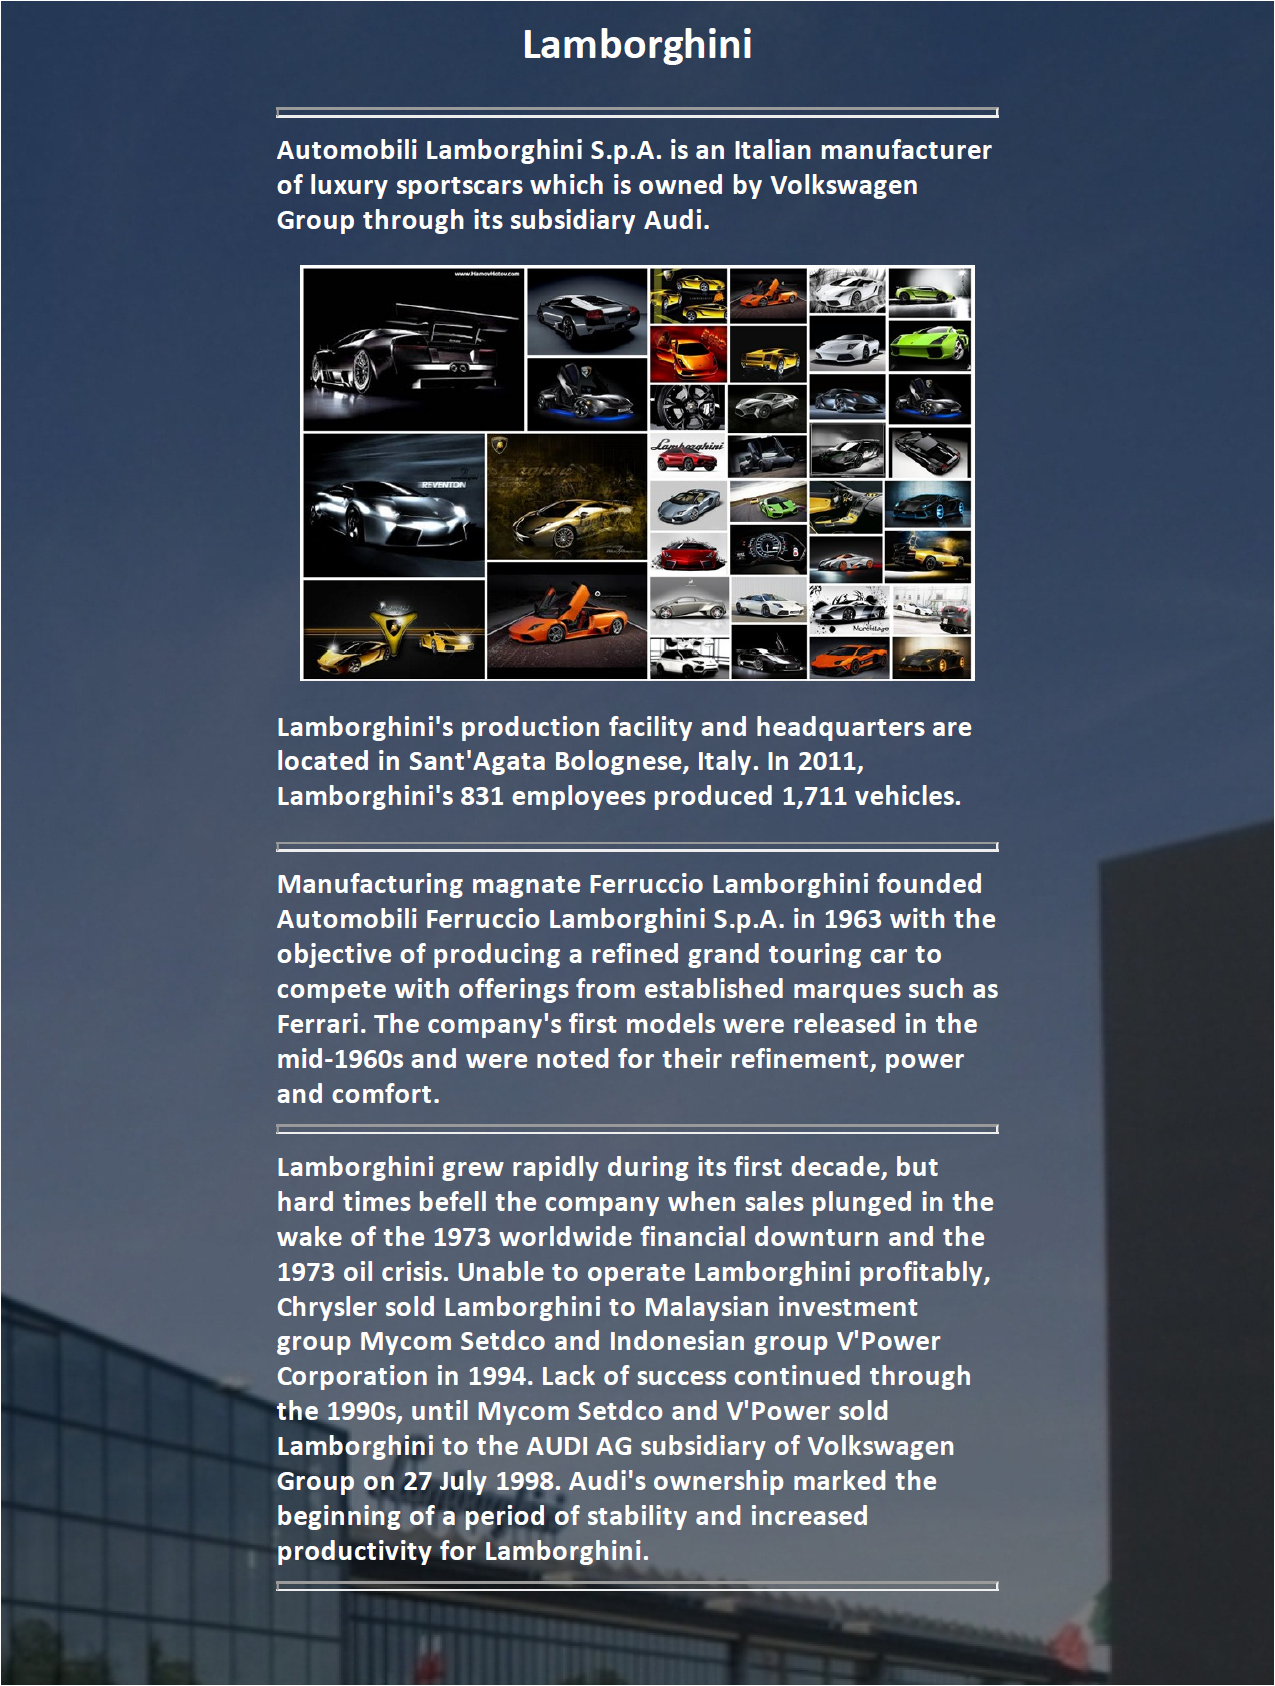 Lamborghini
Automobili Lamborghini S.p.A. is an Italian manufacturer
of luxury sportscars which is owned by Volkswagen
Group through its subsidiary Audi.
www.HamovHotov.com
REVENTON
Lamborghini
Lamborghini's production facility and headquarters are
located in Sant'Agata Bolognese, Italy. In 2011,
Lamborghini's 831 employees produced 1,711 vehicles.
Manufacturing magnate Ferruccio Lamborghini founded
Automobili Ferruccio Lamborghini S.p.A. in 1963 with the
objective of producing a refined grand touring car to
compete with offerings from established marques such as
Ferrari. The company's first models were released in the
mid-1960s and were noted for their refinement, power
and comfort.
Lamborghini grew rapidly during its first decade, but
hard times befell the company when sales plunged in the
wake of the 1973 worldwide financial downturn and the
1973 oil crisis. Unable to operate Lamborghini profitably,
Chrysler sold Lamborghini to Malaysian investment
group Mycom Setdco and Indonesian group V'Power
Corporation in 1994. Lack of success continued through
the 1990s, until Mycom Setdco and V'Power sold
Lamborghini to the AUDI AG subsidiary of Volkswagen
Group on 27 July 1998. Audi's ownership marked the
beginning of a period of stability and increased
productivity for Lamborghini.